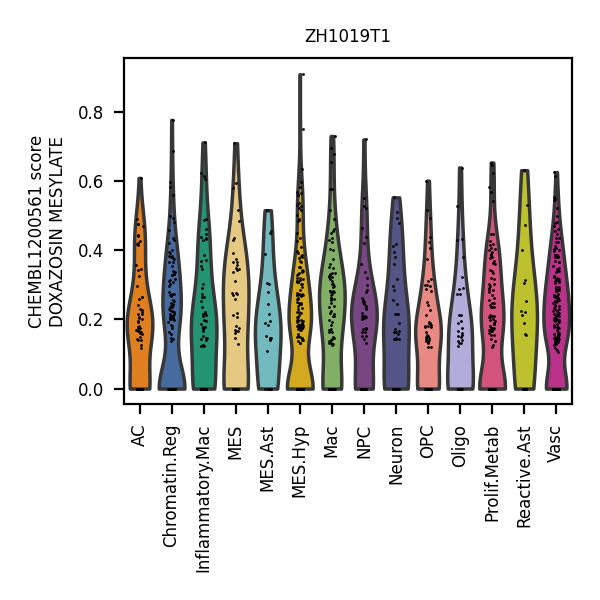 ZH1019T1
CHEMBL1200561 score
DOXAZOSIN MESYLATE
0.8
0.6
0.4
0.2
0.0
AC
Chromatin.Reg
Inflammatory.Mac
MES
MES.Ast
MES.Hyp
Mac
NPC
Neuron
OPC
Oligo
Prolif.Metab
Reactive.Ast
Vasc